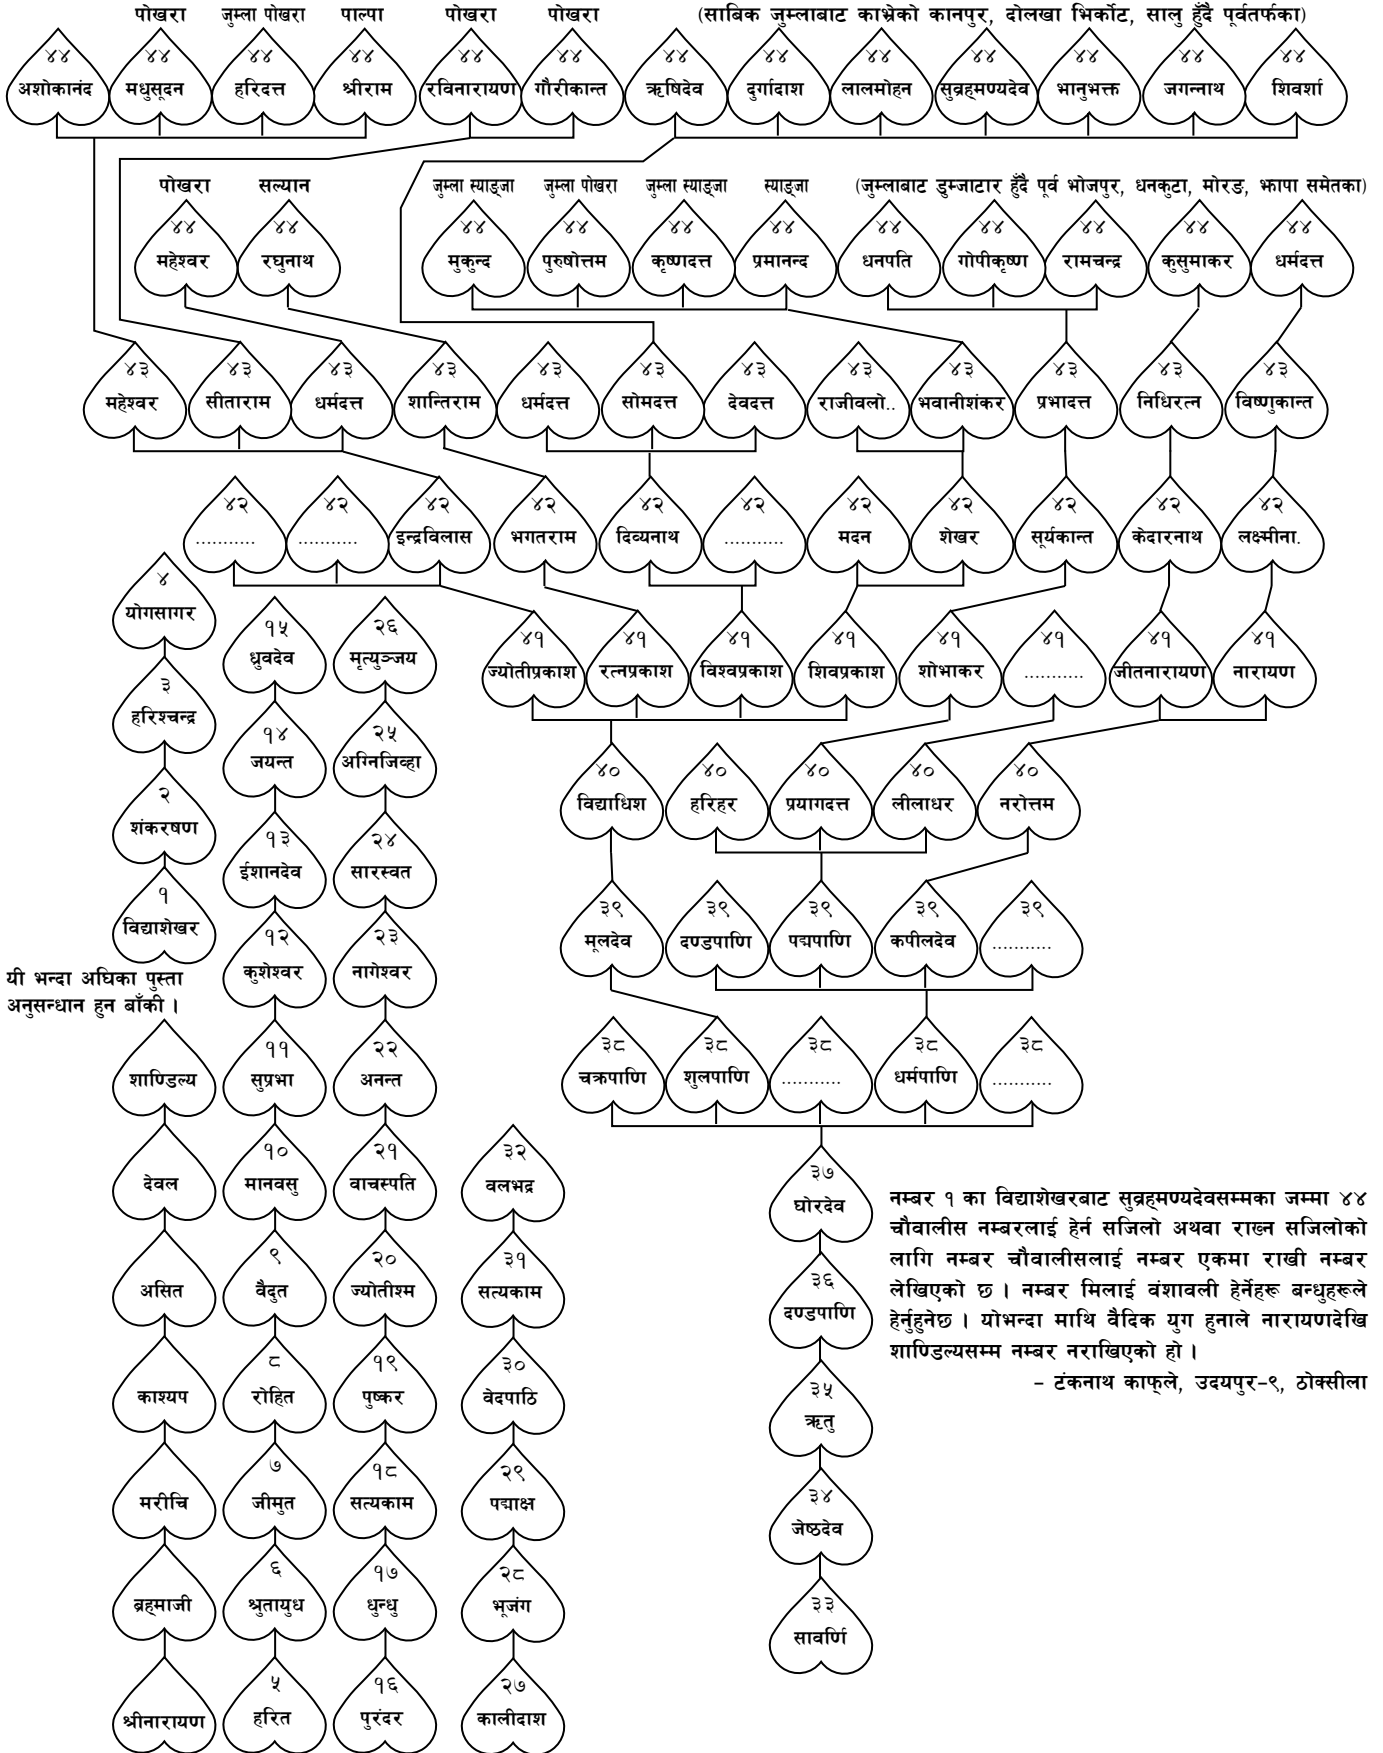 पोखरा जुम्ला पोखरा पाल्पा पोखरा पोखरा (साबिक जुम्लाबाट काभ्रेको कानपुर, दोलखा भिर्कोट, सालु हुँदै पूर्वतर्फका)
४४ ४४ ४४ ४४ ४४ ४४ ४४ ४४ ४४ ४४ ४४ ४४ ४४
अशोकानंद मधुसूदन हरिदत्त श्रीराम रविनारायण गौरीकान्त ऋषिदेव दुर्गादाश लालमोहन सुब्रह्मण्यदेव भानुभक्त जगन्नाथ शिवर्शा
पोखरा सल्यान जुम्ला स्याङ्जा जुम्ला पोखरा जुम्ला स्याङ्जा स्याङ्जा (जुम्लाबाट डुम्जाटार हुँदै पूर्व भोजपुर, धनकुटा, मोरङ, झापा समेतका)
४४ ४४ ४४ ४४ ४४ ४४ ४४ ४४ ४४ ४४ ४४
महेश्वर रघुनाथ मुकुन्द पुरुषोत्तम कृष्णदत्त प्रमानन्द धनपति गोपीकृष्ण रामचन्द्र कुसुमाकर धर्मदत्त
४३ ४३ ४३ ४३ ४३ ४३ ४३ ४३ ४३ ४३ ४३ ४३
महेश्वर सीताराम धर्मदत्त शान्तिराम धर्मदत्त सोमदत्त देवदत्त राजीवलो.. भवानीशंकर प्रभादत्त निधिरत्न विष्णुकान्त
४२ ४२ ४२ ४२ ४२ ४२ ४२ ४२ ४२ ४२ ४२
........... ........... इन्द्रविलास भगतराम दिव्यनाथ ........... मदन शेखर सूर्यकान्त केदारनाथ लक्ष्मीना.
४ १५ २६ ४१ ४१ ४१ ४१ ४१ ४१ ४१ ४१
योगसागर ध्रुवदेव मृत्युञ्जय ज्योतीप्रकाश रत्नप्रकाश विश्वप्रकाश शिवप्रकाश शोभाकर ........... जीतनारायण नारायण
३ १४ २५ ४० ४० ४० ४० ४०
हरिश्चन्द्र जयन्त अग्निजिव्हा विद्याधिश हरिहर प्रयागदत्त लीलाधर नरोत्तम
२ १३ २४
शंकरषण ईशानदेव सारस्वत
१ १२ २३ ३९ ३९ ३९ ३९ ३९
विद्याशेखर कुशेश्वर नागेश्वर मूलदेव दण्डपाणि पद्मपाणि कपीलदेव ...........
यी भन्दा अघिका पुस्ता
अनुसन्धान हुन बाँकी ।
११ २२ ३८ ३८ ३८ ३८ ३८
शाण्डिल्य सुप्रभा अनन्त चक्रपाणि शुलपाणि ........... धर्मपाणि ...........
१० २१ ३२ ३७
देवल मानवसु वाचस्पति वलभद्र घोरदेव
९ २० ३१ ३६
असित वैदुत ज्योतीश्म सत्यकाम दण्डपाणि
८ १९ ३० ३५
काश्यप रोहित पुष्कर वेदपाठि ऋतु
७ १८ २९ ३४
मरीचि जीमुत सत्यकाम पद्माक्ष जेष्ठदेव
६ १७ २८ ३३
ब्रह्माजी श्रुतायुध धुन्धु भूजंग सावर्णि
५ १६ २७
श्रीनारायण हरित पुरंदर कालीदाश
नम्बर १ का विद्याशेखरबाट सुब्रह्मण्यदेवसम्मका जम्मा ४४
चौवालीस नम्बरलाई हेर्न सजिलो अथवा राख्न सजिलोको
लागि नम्बर चौवालीसलाई नम्बर एकमा राखी नम्बर
लेखिएको छ । नम्बर मिलाई वंशावली हेर्नेहरू बन्धुहरूले
हेर्नुहुनेछ । योभन्दा माथि वैदिक युग हुनाले नारायणदेखि
शाण्डिल्यसम्म नम्बर नराखिएको हो ।
– टंकनाथ काफ्ले, उदयपुर–९, ठोक्सीला